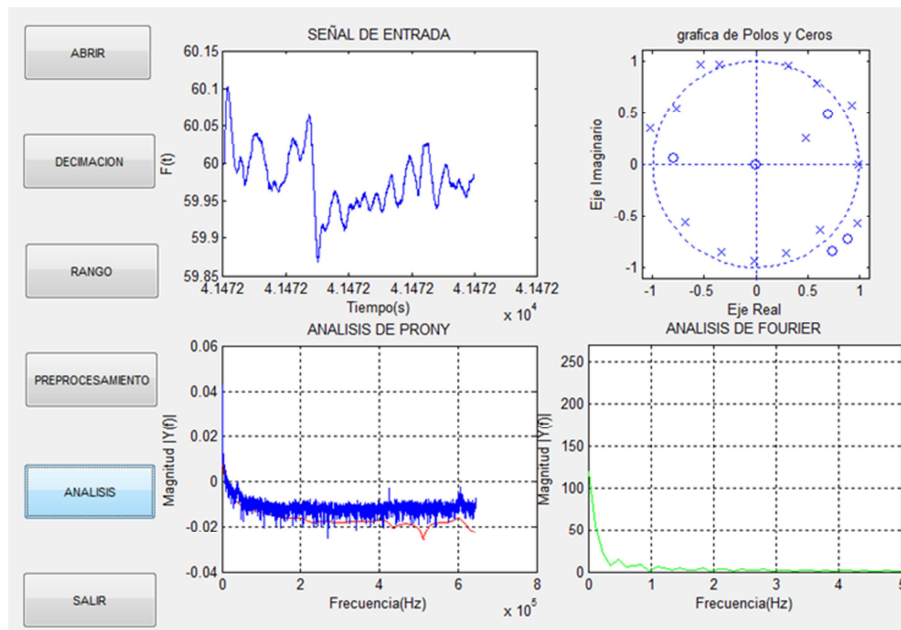 ABRIR
DECIMACION
RANGO
PREPROCESAMIENTO
ANALISIS
SALIR
SEÑAL DE ENTRADA
F(t)
60.15
60.1
60.05
60
59.95
59.9
59.85
4.1472 4.1472 4.1472 4.1472 4.1472 4.1472
Tiempo(s)
x 10^4
grafica de Polos y Ceros
Eje Imaginario
1
0.5
0
-0.5
-1
-1 -0.5 0 0.5 1
Eje Real
ANALISIS DE PRONY
Magnitud |Y(f)|
0.06
0.04
0.02
0
-0.02
-0.04
0 2 4 6 8
Frecuencia(Hz)
x 10^5
ANALISIS DE FOURIER
Magnitud |Y(f)|
250
200
150
100
50
0
0 1 2 3 4 5
Frecuencia(Hz)